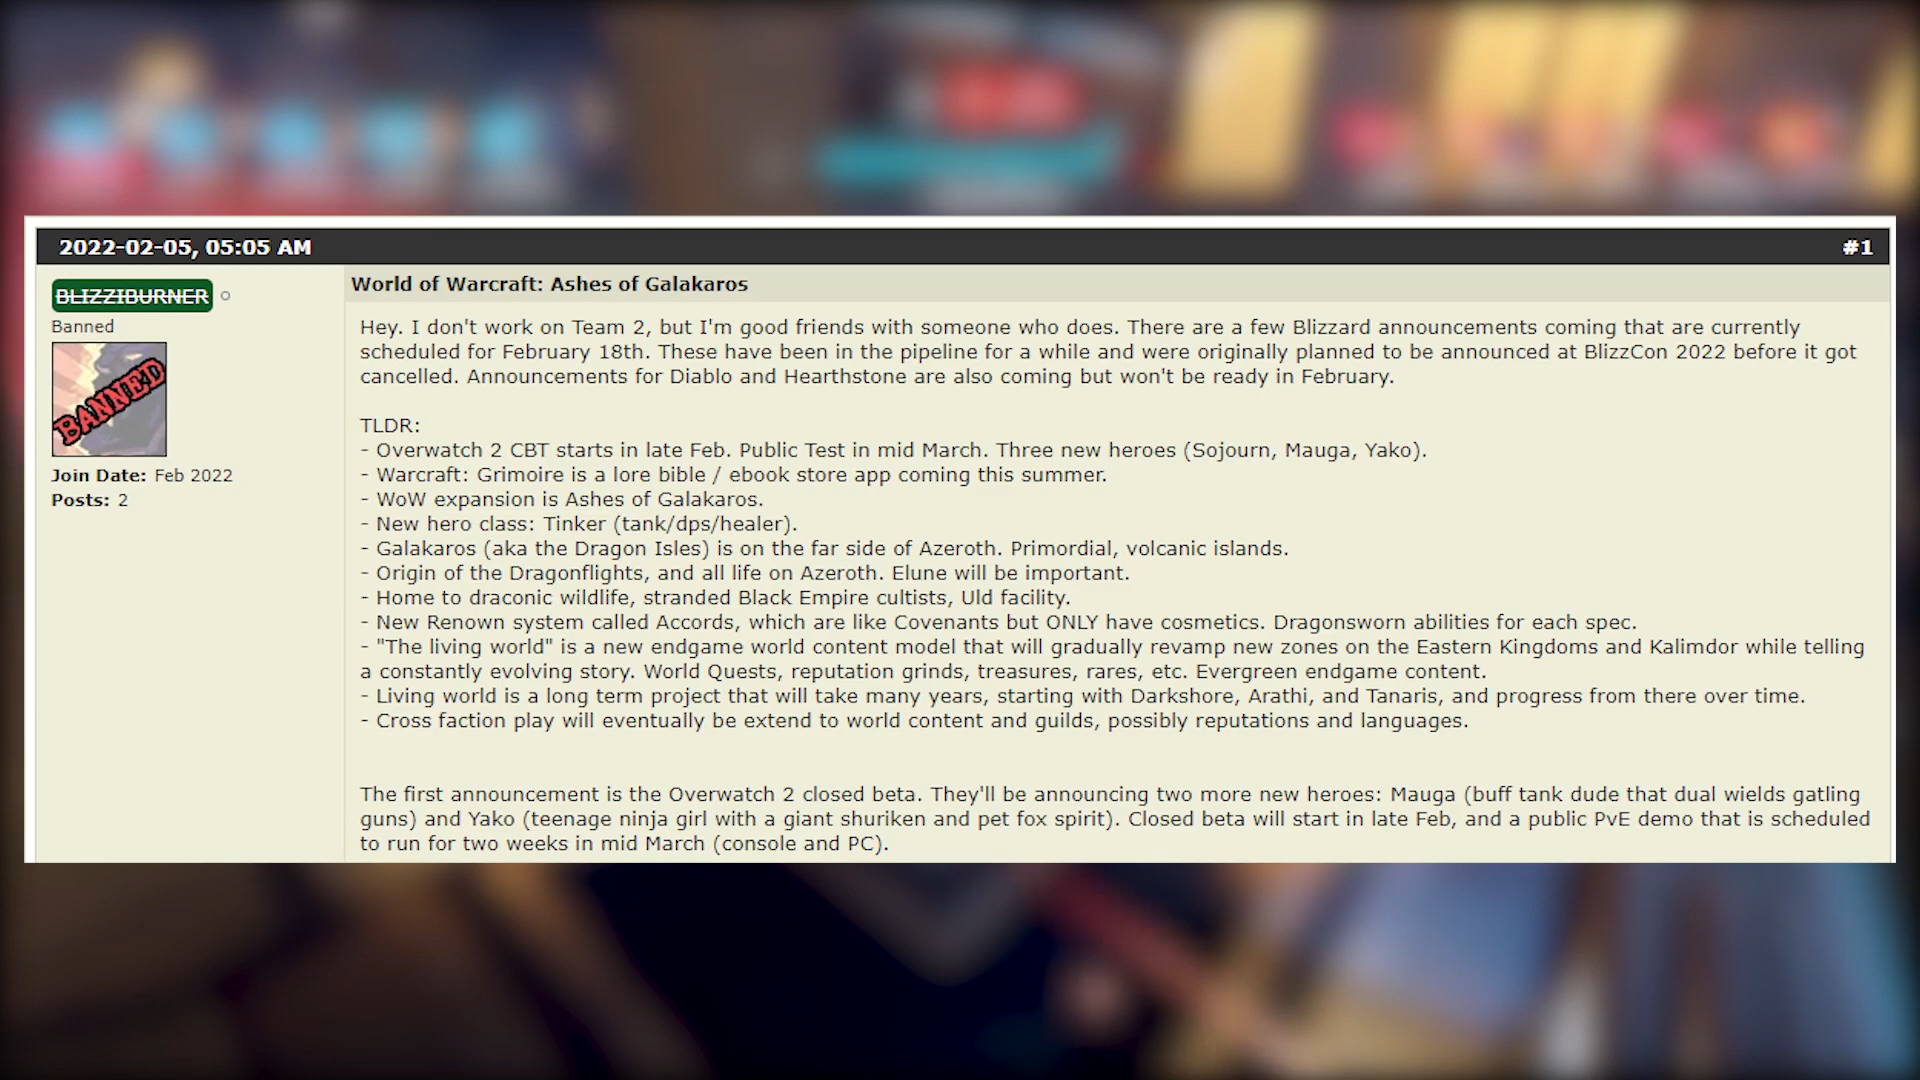 2022-02-05, 05:05 AM
#1
BLIZZIBURNER
Banned
BANNED
Join Date: Feb 2022
Posts: 2
World of Warcraft: Ashes of Galakaros
Hey. I don't work on Team 2, but I'm good friends with someone who does. There are a few Blizzard announcements coming that are currently
scheduled for February 18th. These have been in the pipeline for a while and were originally planned to be announced at BlizzCon 2022 before it got
cancelled. Announcements for Diablo and Hearthstone are also coming but won't be ready in February.
TLDR:
- Overwatch 2 CBT starts in late Feb. Public Test in mid March. Three new heroes (Sojourn, Mauga, Yako).
- Warcraft: Grimoire is a lore bible / ebook store app coming this summer.
- WoW expansion is Ashes of Galakaros.
- New hero class: Tinker (tank/dps/healer).
- Galakaros (aka the Dragon Isles) is on the far side of Azeroth. Primordial, volcanic islands.
- Origin of the Dragonflights, and all life on Azeroth. Elune will be important.
- Home to draconic wildlife, stranded Black Empire cultists, Uld facility.
- New Renown system called Accords, which are like Covenants but ONLY have cosmetics. Dragonsworn abilities for each spec.
- "The living world" is a new endgame world content model that will gradually revamp new zones on the Eastern Kingdoms and Kalimdor while telling
a constantly evolving story. World Quests, reputation grinds, treasures, rares, etc. Evergreen endgame content.
- Living world is a long term project that will take many years, starting with Darkshore, Arathi, and Tanaris, and progress from there over time.
- Cross faction play will eventually be extend to world content and guilds, possibly reputations and languages.
The first announcement is the Overwatch 2 closed beta. They'll be announcing two more new heroes: Mauga (buff tank dude that dual wields gatling
guns) and Yako (teenage ninja girl with a giant shuriken and pet fox spirit). Closed beta will start in late Feb, and a public PvE demo that is scheduled
to run for two weeks in mid March (console and PC).